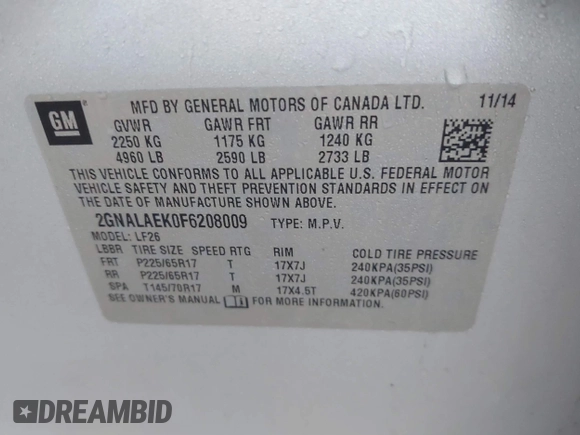 GM
®
MFD BY GENERAL MOTORS OF CANADA LTD. 11/14
GVWR GAWR FRT GAWR RR
2250 KG 1175 KG 1240 KG
4960 LB 2590 LB 2733 LB
THIS VEHICLE CONFORMS TO ALL APPLICABLE U.S. FEDERAL MOTOR
VEHICLE SAFETY AND THEFT PREVENTION STANDARDS IN EFFECT ON
THE DATE OF MANUFACTURE SHOWN ABOVE.
2GNALAEK0F6208009 TYPE: M.P.V.
MODEL: LF26
LBBR TIRE SIZE SPEED RTG RIM COLD TIRE PRESSURE
FRT P225/65R17 T 17X7J 240KPA(35PSI)
RR P225/65R17 T 17X7J 240KPA(35PSI)
SPA T145/70R17 M 17X4.5T 420KPA(60PSI)
SEE OWNER'S MANUAL FOR MORE INFORMATION.
DREAMBID